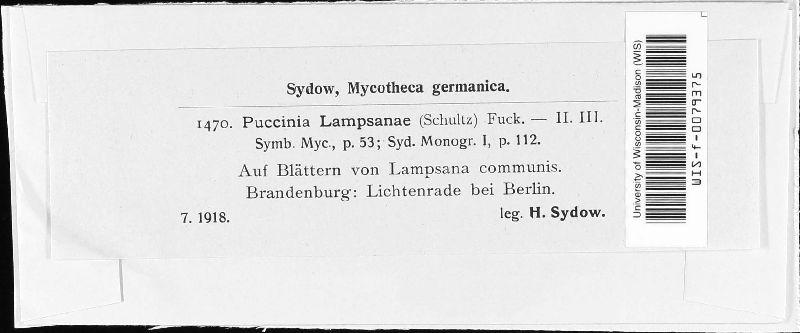 Sydow, Mycotheca germanica.
1470. Puccinia Lampsanae (Schultz) Fuck. — II. III.
Symb. Myc., p. 53; Syd. Monogr. I, p. 112.
Auf Blättern von Lampsana communis.
Brandenburg: Lichtenrade bei Berlin.
7. 1918. leg. H. Sydow.
University of Wisconsin-Madison (WIS)
WIS-f-0079375